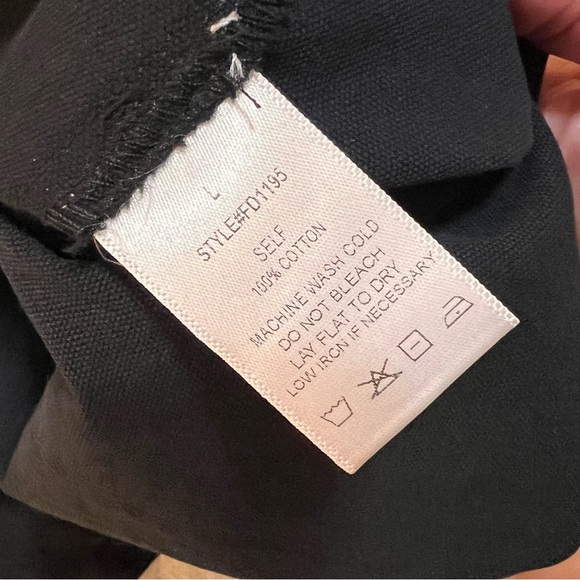 L
STYLE#FD1195
SELF
100% COTTON
MACHINE WASH COLD
DO NOT BLEACH
LAY FLAT TO DRY
LOW IRON IF NECESSARY